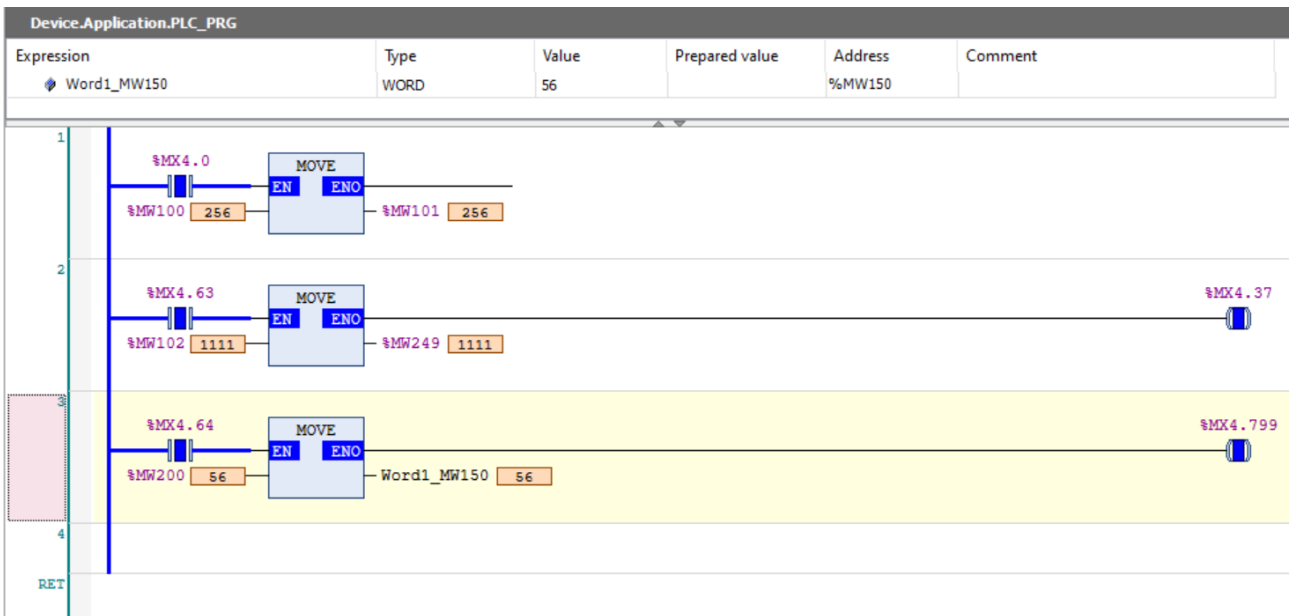 Device.Application.PLC_PRG
Expression Type Value Prepared value Address Comment
Word1_MW150 WORD 56 %MW150
1
%MX4.0
MOVE
EN ENO
%MW100 256 %MW101 256
2
%MX4.63 %MX4.37
MOVE
EN ENO
%MW102 1111 %MW249 1111
3
%MX4.64 %MX4.799
MOVE
EN ENO
%MW200 56 Word1_MW150 56
4
RET